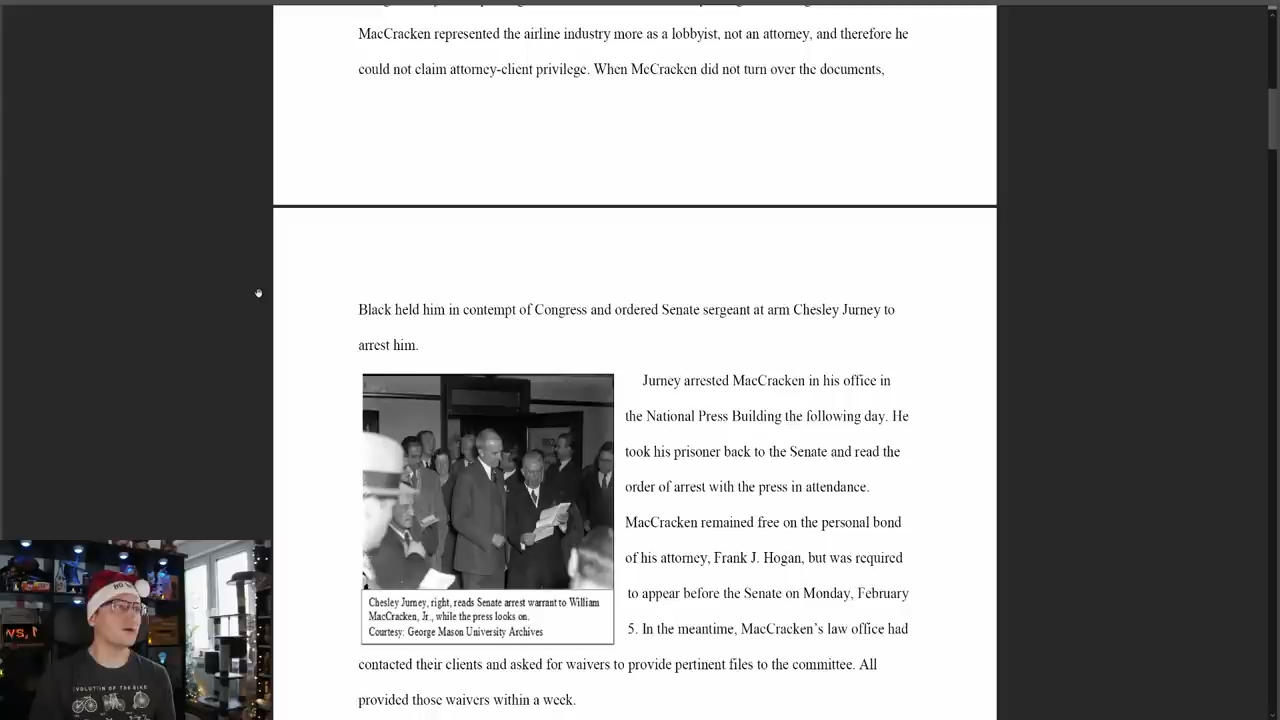 MacCracken represented the airline industry more as a lobbyist, not an attorney, and therefore he
could not claim attorney-client privilege. When McCracken did not turn over the documents,
Black held him in contempt of Congress and ordered Senate sergeant at arm Chesley Jurney to
arrest him.
Jurney arrested MacCracken in his office in
the National Press Building the following day. He
took his prisoner back to the Senate and read the
order of arrest with the press in attendance.
MacCracken remained free on the personal bond
of his attorney, Frank J. Hogan, but was required
to appear before the Senate on Monday, February
5. In the meantime, MacCracken’s law office had
Chesley Jurney, right, reads Senate arrest warrant to William
MacCracken, Jr., while the press looks on.
Courtesy: George Mason University Archives
contacted their clients and asked for waivers to provide pertinent files to the committee. All
provided those waivers within a week.
EVOLUTION OF THE BIKE